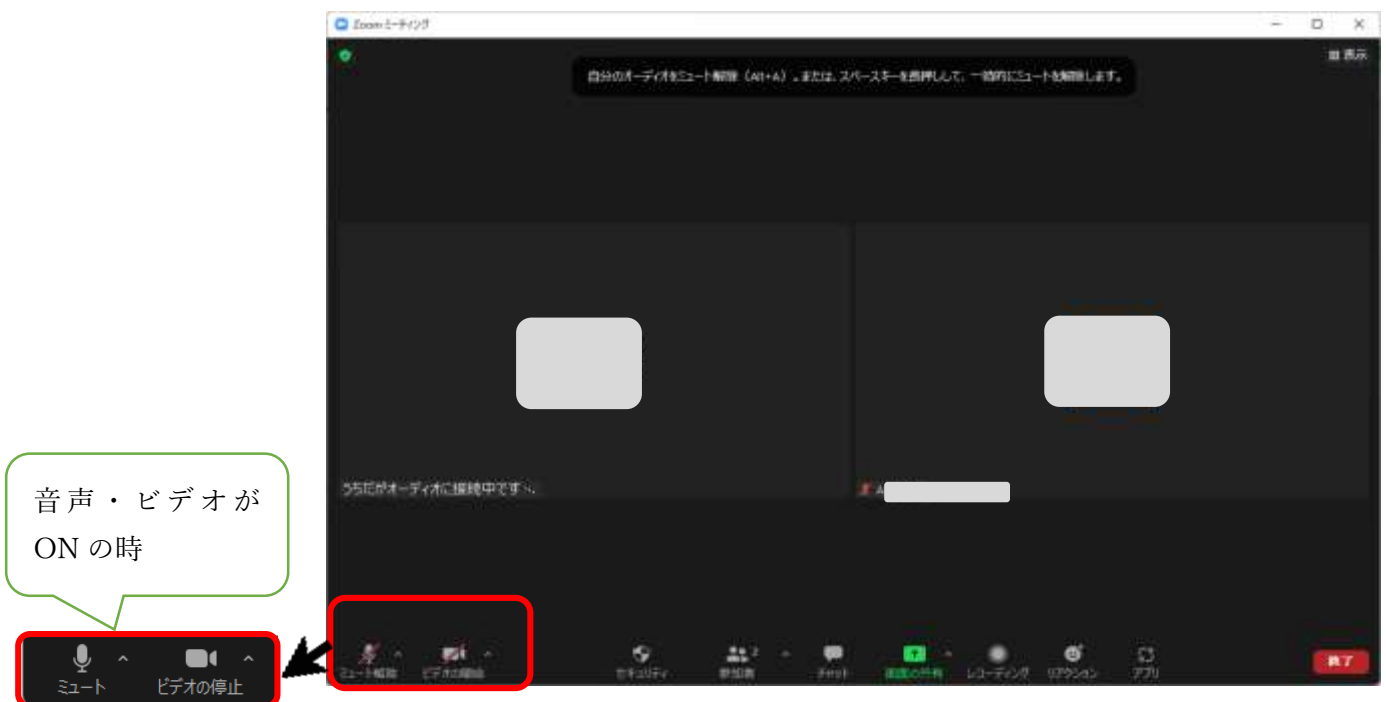 Zoom ミーティング
表示
自分のオーディオをミュート解除 (Alt+A) 。または、スペースキーを長押しして、一時的にミュートを解除します。
うちだがオーディオに接続中です
A
音声・ビデオが
ONの時
ミュート ビデオの停止
ミュート解除 ビデオの開始 セキュリティ 参加者 2 チャット 画面の共有 レコーディング リアクション アプリ 終了